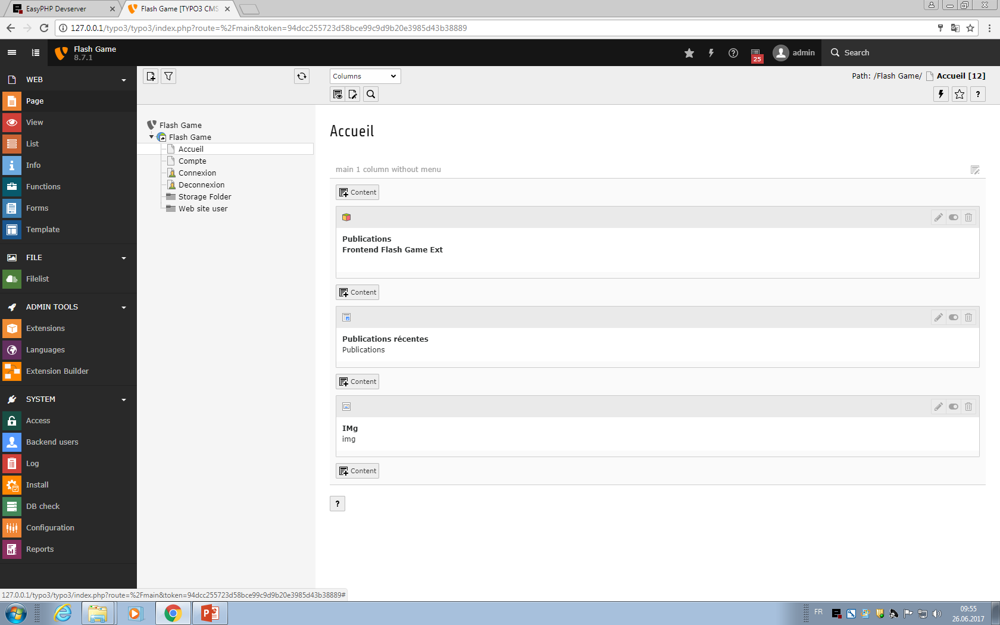 EasyPHP Devserver
Flash Game [TYPO3 CMS
127.0.0.1/typo3/typo3/index.php?route=%2Fmain&token=94dcc255723d58bce99c9d9b20e3985d43b38889
Flash Game
8.7.1
25
admin
Search
WEB
Page
View
List
Info
Functions
Forms
Template
FILE
Filelist
ADMIN TOOLS
Extensions
Languages
Extension Builder
SYSTEM
Access
Backend users
Log
Install
DB check
Configuration
Reports
Flash Game
Flash Game
Accueil
Compte
Connexion
Deconnexion
Storage Folder
Web site user
Columns
Path: /Flash Game/ Accueil [12]
?
Accueil
main 1 column without menu
Content
Publications
Frontend Flash Game Ext
Content
Publications récentes
Publications
Content
IMg
img
Content
?
127.0.0.1/typo3/typo3/index.php?route=%2Fmain&token=94dcc255723d58bce99c9d9b20e3985d43b38889#
FR
09:55
26.06.2017